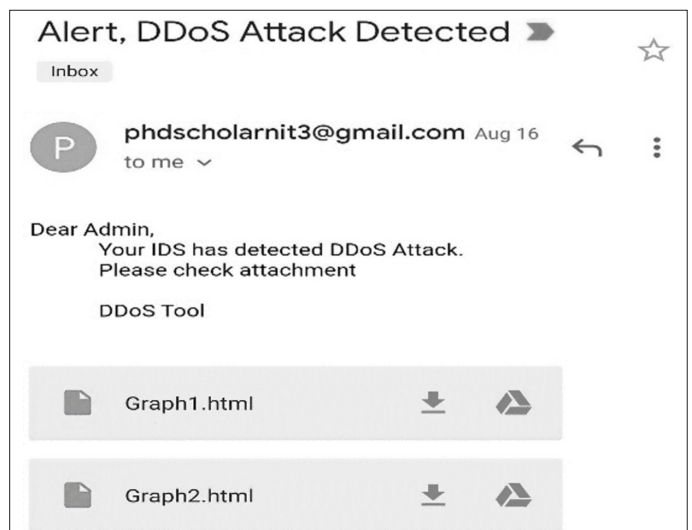 Alert, DDoS Attack Detected
Inbox
P
phdscholarnit3@gmail.com Aug 16
to me
Dear Admin,
Your IDS has detected DDoS Attack.
Please check attachment
DDoS Tool
Graph1.html
Graph2.html